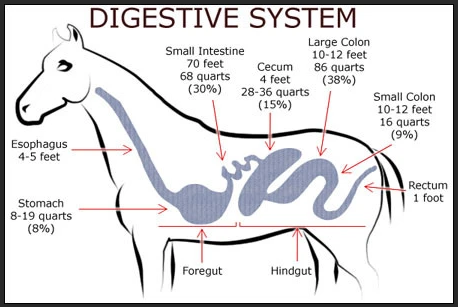 DIGESTIVE SYSTEM
Small Intestine
70 feet
68 quarts
(30%)
Cecum
4 feet
28-36 quarts
(15%)
Large Colon
10-12 feet
86 quarts
(38%)
Small Colon
10-12 feet
16 quarts
(9%)
Esophagus
4-5 feet
Stomach
8-19 quarts
(8%)
Rectum
1 foot
Foregut
Hindgut